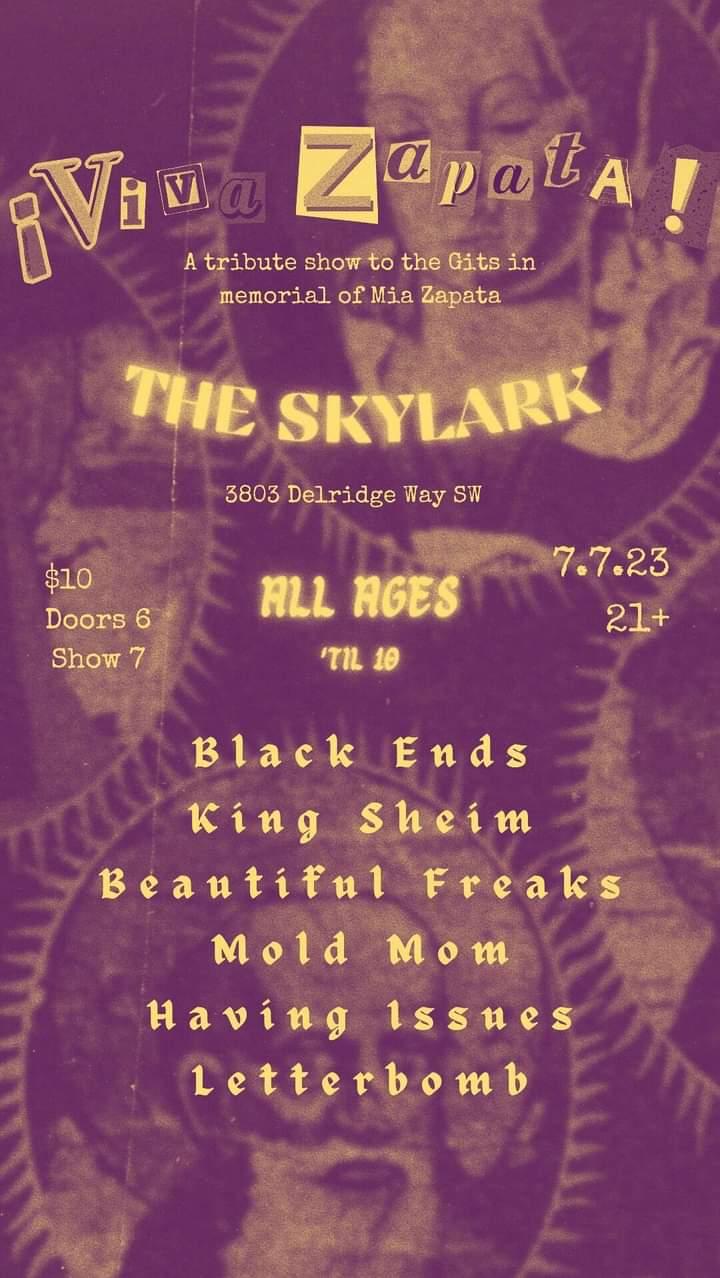 ¡Viva Zapata!
A tribute show to the Gits in
memorial of Mia Zapata
THE SKYLARK
3803 Delridge Way SW
$10
Doors 6
Show 7
ALL AGES
'TIL 10
7.7.23
21+
Black Ends
King Sheim
Beautiful Freaks
Mold Mom
Having Issues
Letterbomb